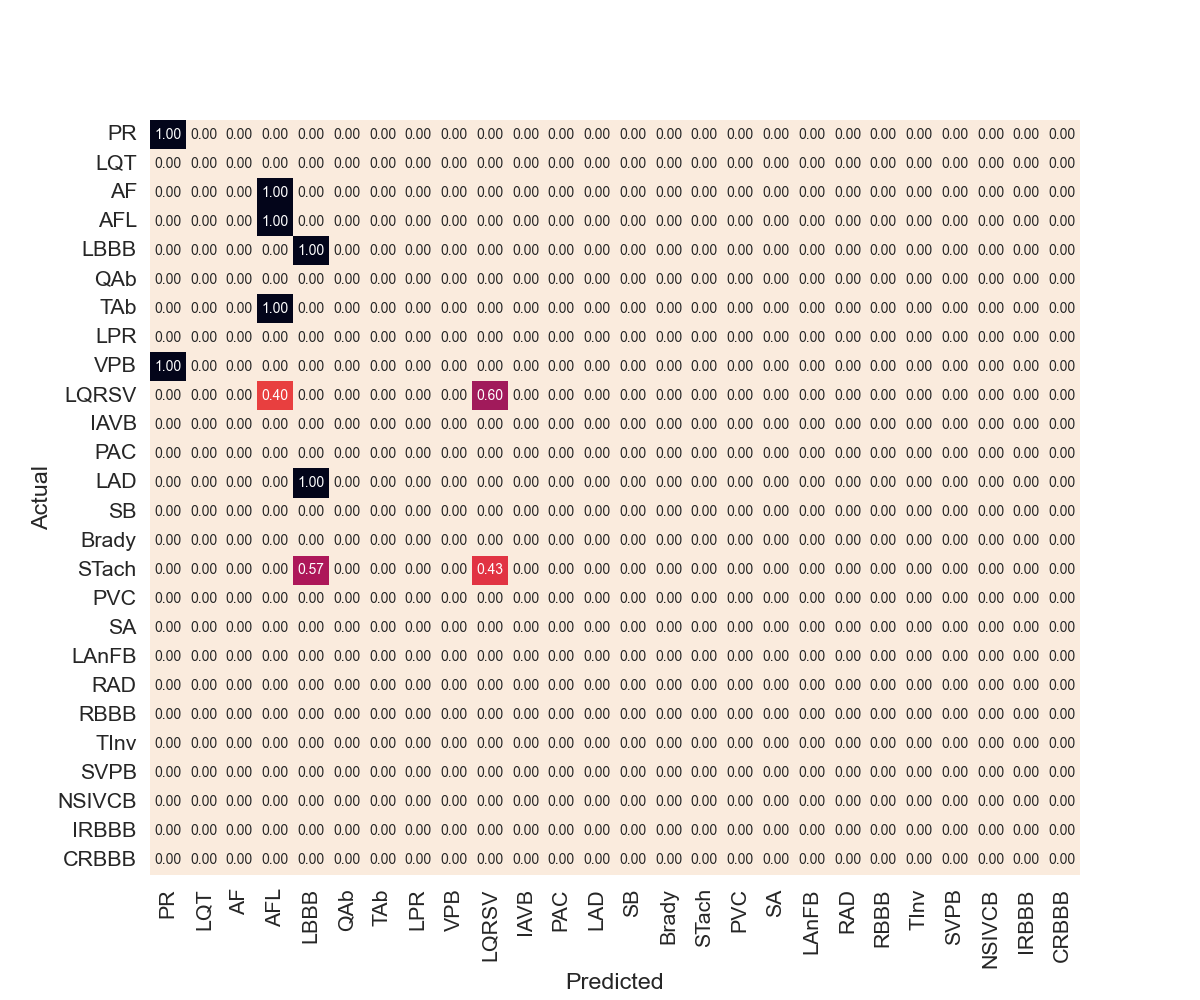 PR 1.00 0.00 0.00 0.00 0.00 0.00 0.00 0.00 0.00 0.00 0.00 0.00 0.00 0.00 0.00 0.00 0.00 0.00 0.00 0.00 0.00 0.00 0.00 0.00 0.00 0.00
LQT 0.00 0.00 0.00 0.00 0.00 0.00 0.00 0.00 0.00 0.00 0.00 0.00 0.00 0.00 0.00 0.00 0.00 0.00 0.00 0.00 0.00 0.00 0.00 0.00 0.00 0.00
AF 0.00 0.00 0.00 1.00 0.00 0.00 0.00 0.00 0.00 0.00 0.00 0.00 0.00 0.00 0.00 0.00 0.00 0.00 0.00 0.00 0.00 0.00 0.00 0.00 0.00 0.00
AFL 0.00 0.00 0.00 1.00 0.00 0.00 0.00 0.00 0.00 0.00 0.00 0.00 0.00 0.00 0.00 0.00 0.00 0.00 0.00 0.00 0.00 0.00 0.00 0.00 0.00 0.00
LBBB 0.00 0.00 0.00 0.00 1.00 0.00 0.00 0.00 0.00 0.00 0.00 0.00 0.00 0.00 0.00 0.00 0.00 0.00 0.00 0.00 0.00 0.00 0.00 0.00 0.00 0.00
QAb 0.00 0.00 0.00 0.00 0.00 0.00 0.00 0.00 0.00 0.00 0.00 0.00 0.00 0.00 0.00 0.00 0.00 0.00 0.00 0.00 0.00 0.00 0.00 0.00 0.00 0.00
TAb 0.00 0.00 0.00 1.00 0.00 0.00 0.00 0.00 0.00 0.00 0.00 0.00 0.00 0.00 0.00 0.00 0.00 0.00 0.00 0.00 0.00 0.00 0.00 0.00 0.00 0.00
LPR 0.00 0.00 0.00 0.00 0.00 0.00 0.00 0.00 0.00 0.00 0.00 0.00 0.00 0.00 0.00 0.00 0.00 0.00 0.00 0.00 0.00 0.00 0.00 0.00 0.00 0.00
VPB 1.00 0.00 0.00 0.00 0.00 0.00 0.00 0.00 0.00 0.00 0.00 0.00 0.00 0.00 0.00 0.00 0.00 0.00 0.00 0.00 0.00 0.00 0.00 0.00 0.00 0.00
LQRSV 0.00 0.00 0.00 0.40 0.00 0.00 0.00 0.00 0.00 0.60 0.00 0.00 0.00 0.00 0.00 0.00 0.00 0.00 0.00 0.00 0.00 0.00 0.00 0.00 0.00 0.00
IAVB 0.00 0.00 0.00 0.00 0.00 0.00 0.00 0.00 0.00 0.00 0.00 0.00 0.00 0.00 0.00 0.00 0.00 0.00 0.00 0.00 0.00 0.00 0.00 0.00 0.00 0.00
PAC 0.00 0.00 0.00 0.00 0.00 0.00 0.00 0.00 0.00 0.00 0.00 0.00 0.00 0.00 0.00 0.00 0.00 0.00 0.00 0.00 0.00 0.00 0.00 0.00 0.00 0.00
LAD 0.00 0.00 0.00 0.00 1.00 0.00 0.00 0.00 0.00 0.00 0.00 0.00 0.00 0.00 0.00 0.00 0.00 0.00 0.00 0.00 0.00 0.00 0.00 0.00 0.00 0.00
SB 0.00 0.00 0.00 0.00 0.00 0.00 0.00 0.00 0.00 0.00 0.00 0.00 0.00 0.00 0.00 0.00 0.00 0.00 0.00 0.00 0.00 0.00 0.00 0.00 0.00 0.00
Brady 0.00 0.00 0.00 0.00 0.00 0.00 0.00 0.00 0.00 0.00 0.00 0.00 0.00 0.00 0.00 0.00 0.00 0.00 0.00 0.00 0.00 0.00 0.00 0.00 0.00 0.00
STach 0.00 0.00 0.00 0.00 0.57 0.00 0.00 0.00 0.00 0.43 0.00 0.00 0.00 0.00 0.00 0.00 0.00 0.00 0.00 0.00 0.00 0.00 0.00 0.00 0.00 0.00
PVC 0.00 0.00 0.00 0.00 0.00 0.00 0.00 0.00 0.00 0.00 0.00 0.00 0.00 0.00 0.00 0.00 0.00 0.00 0.00 0.00 0.00 0.00 0.00 0.00 0.00 0.00
SA 0.00 0.00 0.00 0.00 0.00 0.00 0.00 0.00 0.00 0.00 0.00 0.00 0.00 0.00 0.00 0.00 0.00 0.00 0.00 0.00 0.00 0.00 0.00 0.00 0.00 0.00
LAnFB 0.00 0.00 0.00 0.00 0.00 0.00 0.00 0.00 0.00 0.00 0.00 0.00 0.00 0.00 0.00 0.00 0.00 0.00 0.00 0.00 0.00 0.00 0.00 0.00 0.00 0.00
RAD 0.00 0.00 0.00 0.00 0.00 0.00 0.00 0.00 0.00 0.00 0.00 0.00 0.00 0.00 0.00 0.00 0.00 0.00 0.00 0.00 0.00 0.00 0.00 0.00 0.00 0.00
RBBB 0.00 0.00 0.00 0.00 0.00 0.00 0.00 0.00 0.00 0.00 0.00 0.00 0.00 0.00 0.00 0.00 0.00 0.00 0.00 0.00 0.00 0.00 0.00 0.00 0.00 0.00
TInv 0.00 0.00 0.00 0.00 0.00 0.00 0.00 0.00 0.00 0.00 0.00 0.00 0.00 0.00 0.00 0.00 0.00 0.00 0.00 0.00 0.00 0.00 0.00 0.00 0.00 0.00
SVPB 0.00 0.00 0.00 0.00 0.00 0.00 0.00 0.00 0.00 0.00 0.00 0.00 0.00 0.00 0.00 0.00 0.00 0.00 0.00 0.00 0.00 0.00 0.00 0.00 0.00 0.00
NSIVCB 0.00 0.00 0.00 0.00 0.00 0.00 0.00 0.00 0.00 0.00 0.00 0.00 0.00 0.00 0.00 0.00 0.00 0.00 0.00 0.00 0.00 0.00 0.00 0.00 0.00 0.00
IRBBB 0.00 0.00 0.00 0.00 0.00 0.00 0.00 0.00 0.00 0.00 0.00 0.00 0.00 0.00 0.00 0.00 0.00 0.00 0.00 0.00 0.00 0.00 0.00 0.00 0.00 0.00
CRBBB 0.00 0.00 0.00 0.00 0.00 0.00 0.00 0.00 0.00 0.00 0.00 0.00 0.00 0.00 0.00 0.00 0.00 0.00 0.00 0.00 0.00 0.00 0.00 0.00 0.00 0.00
Actual
PR LQT AF AFL LBBB QAb TAb LPR VPB LQRSV IAVB PAC LAD SB Brady STach PVC SA LAnFB RAD RBBB TInv SVPB NSIVCB IRBBB CRBBB
Predicted